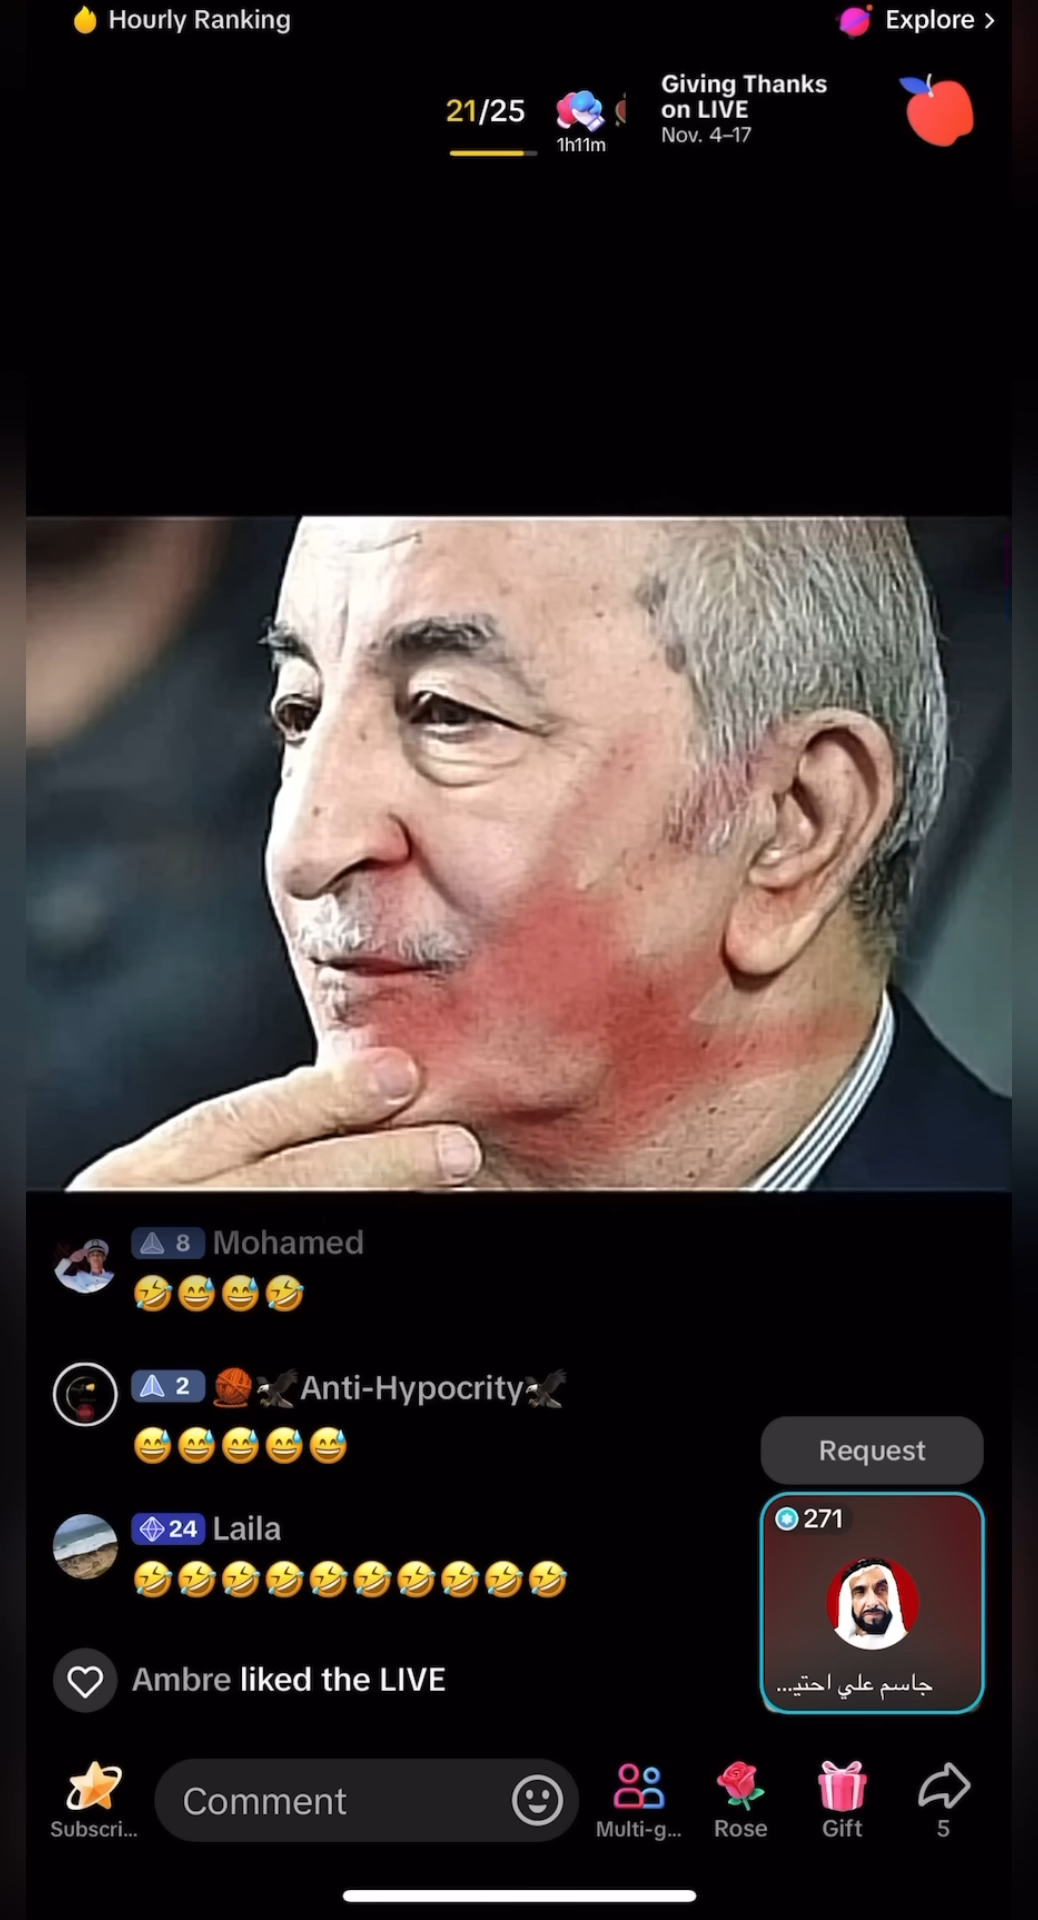 Hourly Ranking
Explore >
21/25
1h11m
Giving Thanks
on LIVE
Nov. 4–17
8 Mohamed
🤣😅😅🤣
2 🧶🦅Anti-Hypocrity🦅
😅😅😅😅😅
Request
24 Laila
🤣🤣🤣🤣🤣🤣🤣🤣🤣🤣
271
جاسم علي احتيـ...
Ambre liked the LIVE
Comment
Subscri...
Multi-g...
Rose
Gift
5